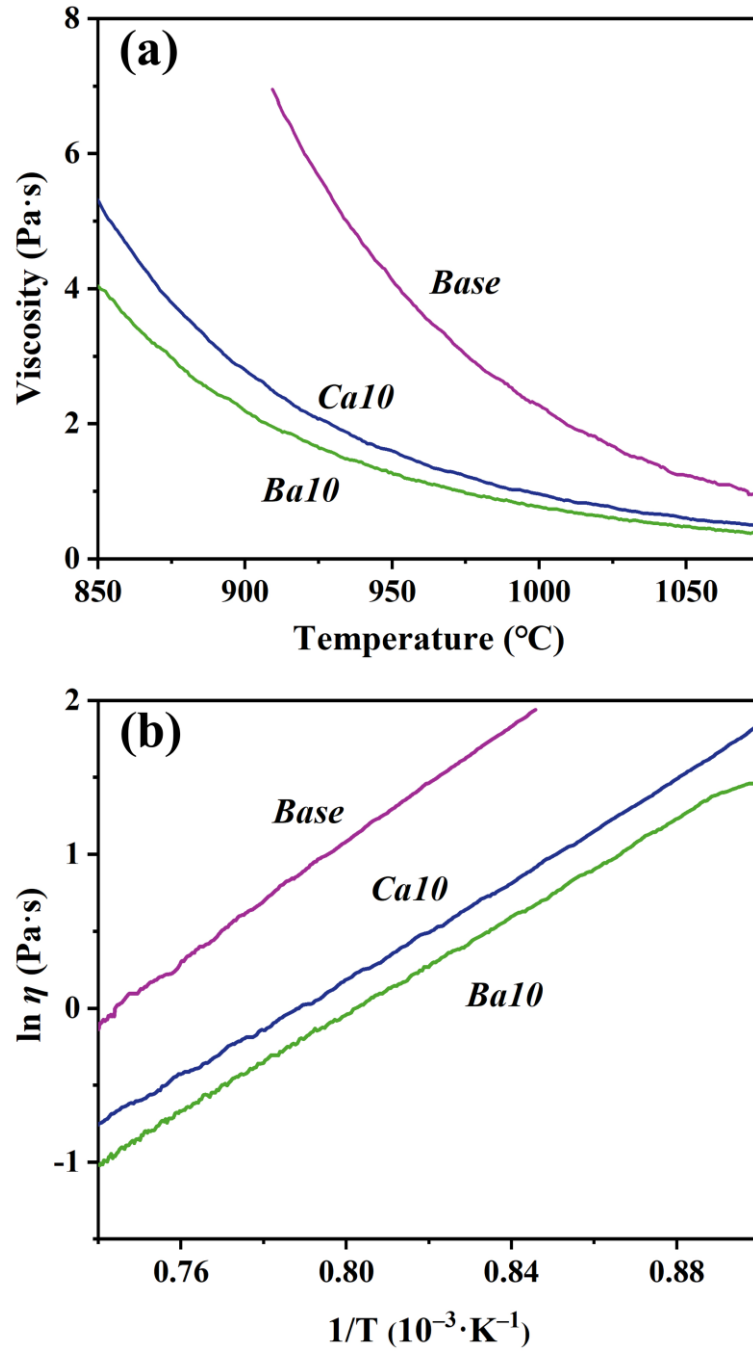 (a)
8
6
4
2
0
Viscosity (Pa·s)
Base
Ca10
Ba10
850 900 950 1000 1050
Temperature (°C)
(b)
2
1
0
-1
ln η (Pa·s)
Base
Ca10
Ba10
0.76 0.80 0.84 0.88
1/T (10⁻³·K⁻¹)